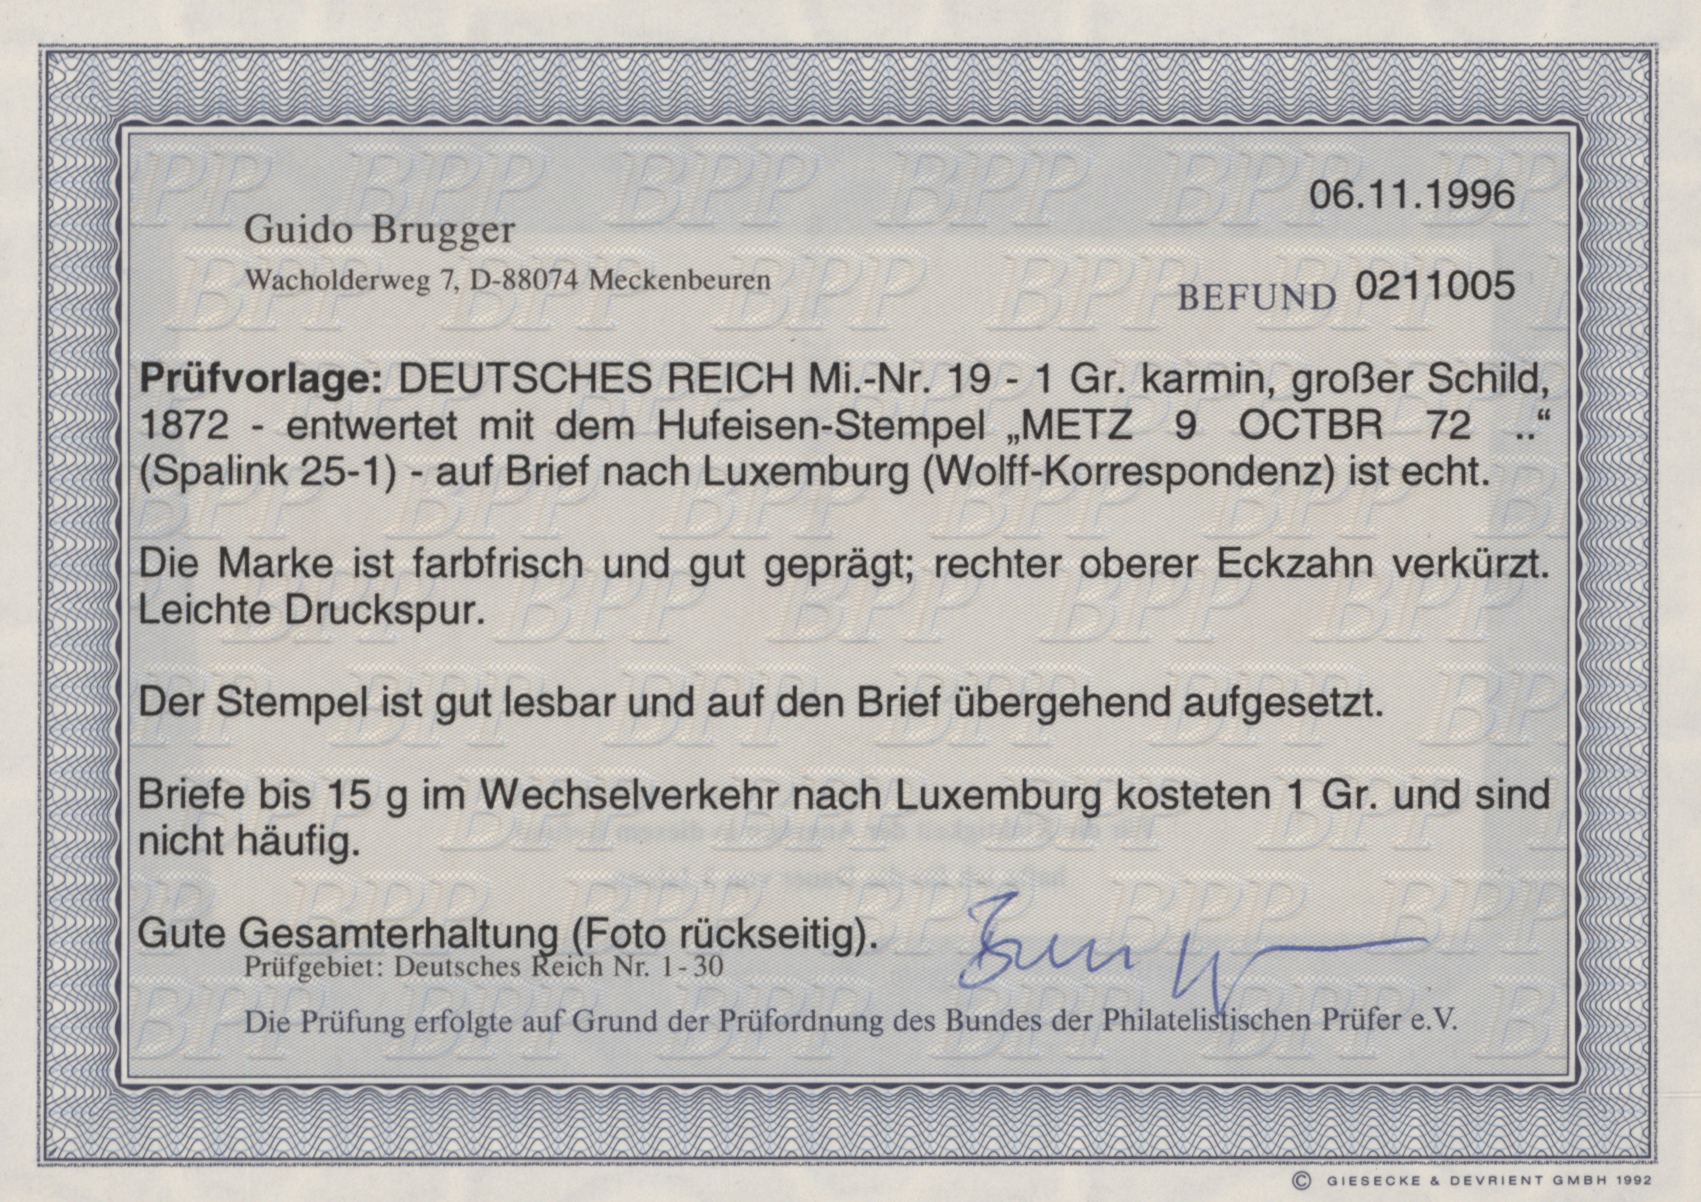 06.11.1996
Guido Brugger
Wacholderweg 7, D-88074 Meckenbeuren
BEFUND 0211005
Prüfvorlage: DEUTSCHES REICH Mi.-Nr. 19 - 1 Gr. karmin, großer Schild,
1872 - entwertet mit dem Hufeisen-Stempel „METZ 9 OCTBR 72 ..“
(Spalink 25-1) - auf Brief nach Luxemburg (Wolff-Korrespondenz) ist echt.
Die Marke ist farbfrisch und gut geprägt; rechter oberer Eckzahn verkürzt.
Leichte Druckspur.
Der Stempel ist gut lesbar und auf den Brief übergehend aufgesetzt.
Briefe bis 15 g im Wechselverkehr nach Luxemburg kosteten 1 Gr. und sind
nicht häufig.
Gute Gesamterhaltung (Foto rückseitig).
Prüfgebiet: Deutsches Reich Nr. 1-30
Die Prüfung erfolgte auf Grund der Prüfordnung des Bundes der Philatelistischen Prüfer e.V.
© GIESECKE & DEVRIENT GMBH 1992